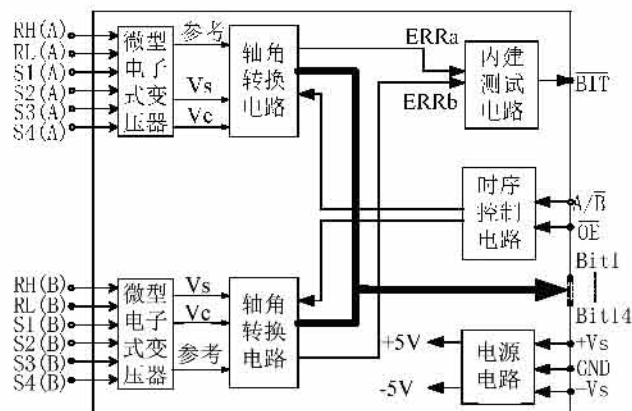 RH(A)
RL(A)
S1(A)
S2(A)
S3(A)
S4(A)
微型
电子
式变
压器
参考
Vs
Vc
轴角
转换
电路
ERRa
ERRb
内建
测试
电路
BIT
时序
控制
电路
A/B
OE
RH(B)
RL(B)
S1(B)
S2(B)
S3(B)
S4(B)
微型
电子
式变
压器
Vs
Vc
参考
轴角
转换
电路
Bit1
Bit14
+5V
-5V
电源
电路
+Vs
GND
-Vs